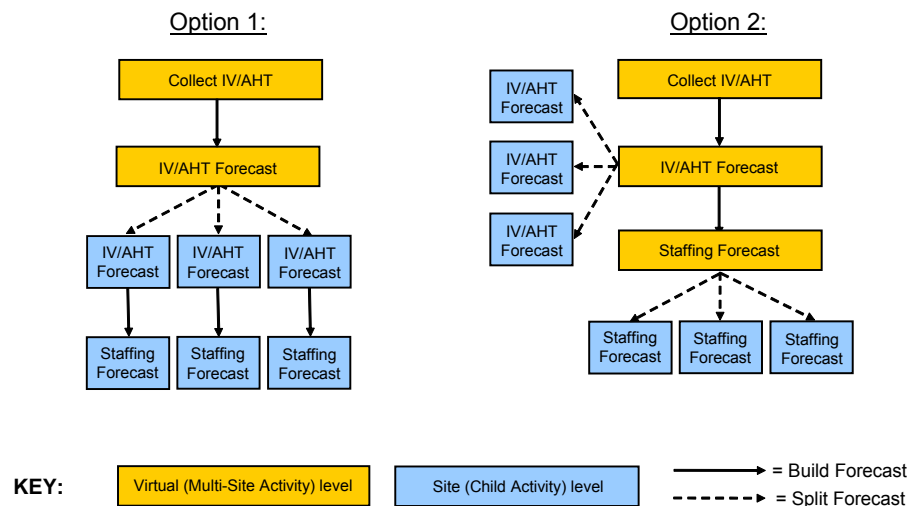 Option 1:
Collect IV/AHT
IV/AHT Forecast
IV/AHT
Forecast
IV/AHT
Forecast
IV/AHT
Forecast
Staffing
Forecast
Staffing
Forecast
Staffing
Forecast
Option 2:
Collect IV/AHT
IV/AHT
Forecast
IV/AHT
Forecast
IV/AHT
Forecast
IV/AHT Forecast
Staffing Forecast
Staffing
Forecast
Staffing
Forecast
Staffing
Forecast
KEY:
Virtual (Multi-Site Activity) level
Site (Child Activity) level
= Build Forecast
= Split Forecast